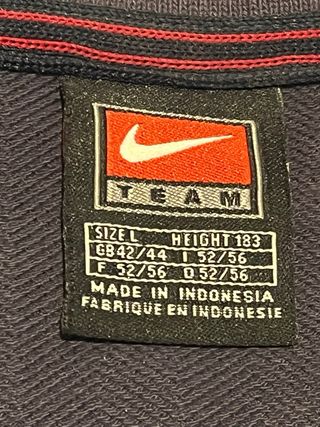 TEAM
SIZE L HEIGHT 183
GB 42/44 I 52/56
F 52/56 D 52/56
MADE IN INDONESIA
FABRIQUE EN INDONESIE